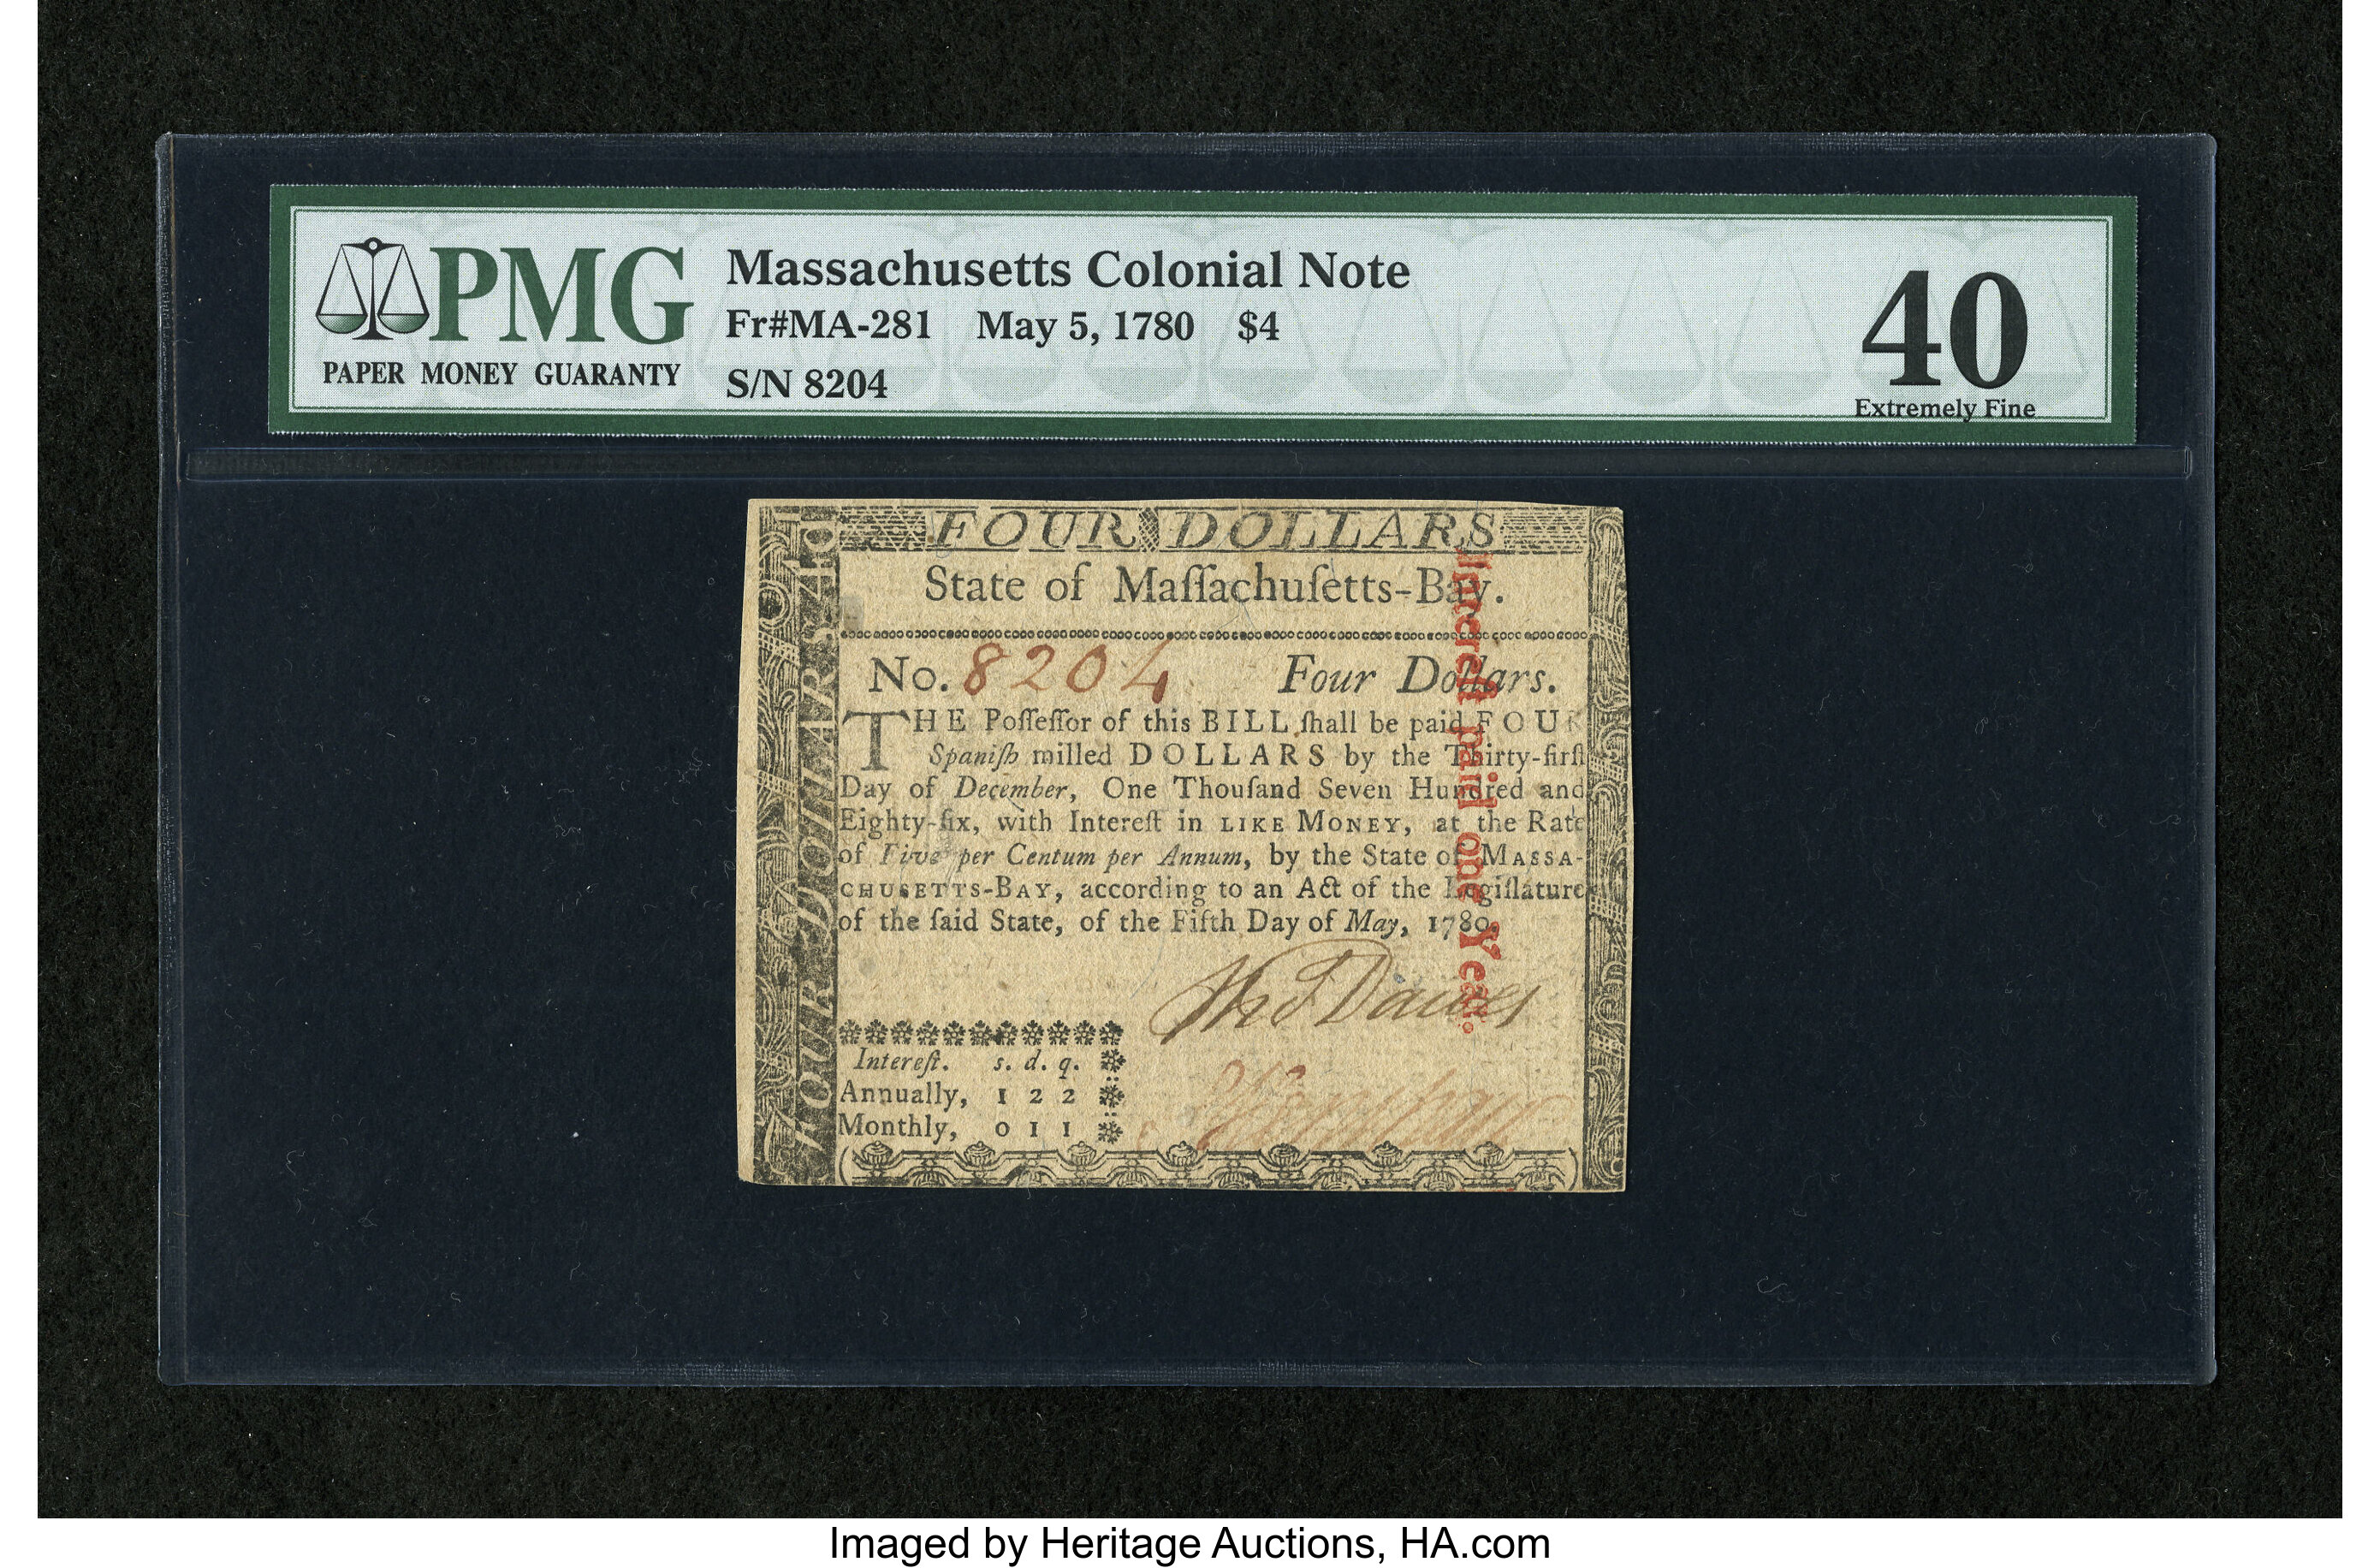 PMG
PAPER MONEY GUARANTY
Massachusetts Colonial Note
Fr#MA-281 May 5, 1780 $4
S/N 8204
40
Extremely Fine
FOUR DOLLARS
FOUR DOLLARS
State of Maſſachuſetts-Bay.
No. 8204 Four Dollars.
THE Poſſeſſor of this BILL ſhall be paid FOUR
Spaniſh milled DOLLARS by the Thirty-firſt
Day of December, One Thouſand Seven Hundred and
Eighty-ſix, with Intereſt in LIKE MONEY, at the Rate
of Five per Centum per Annum, by the State of MASSA-
CHUSETTS-BAY, according to an Act of the Legiſlature
of the ſaid State, of the Fifth Day of May, 1780.
Intereſt paid one Year.
Thos Dawes
Intereſt. s. d. q.
Annually, 1 2 2
Monthly, 0 1 1
Imaged by Heritage Auctions, HA.com